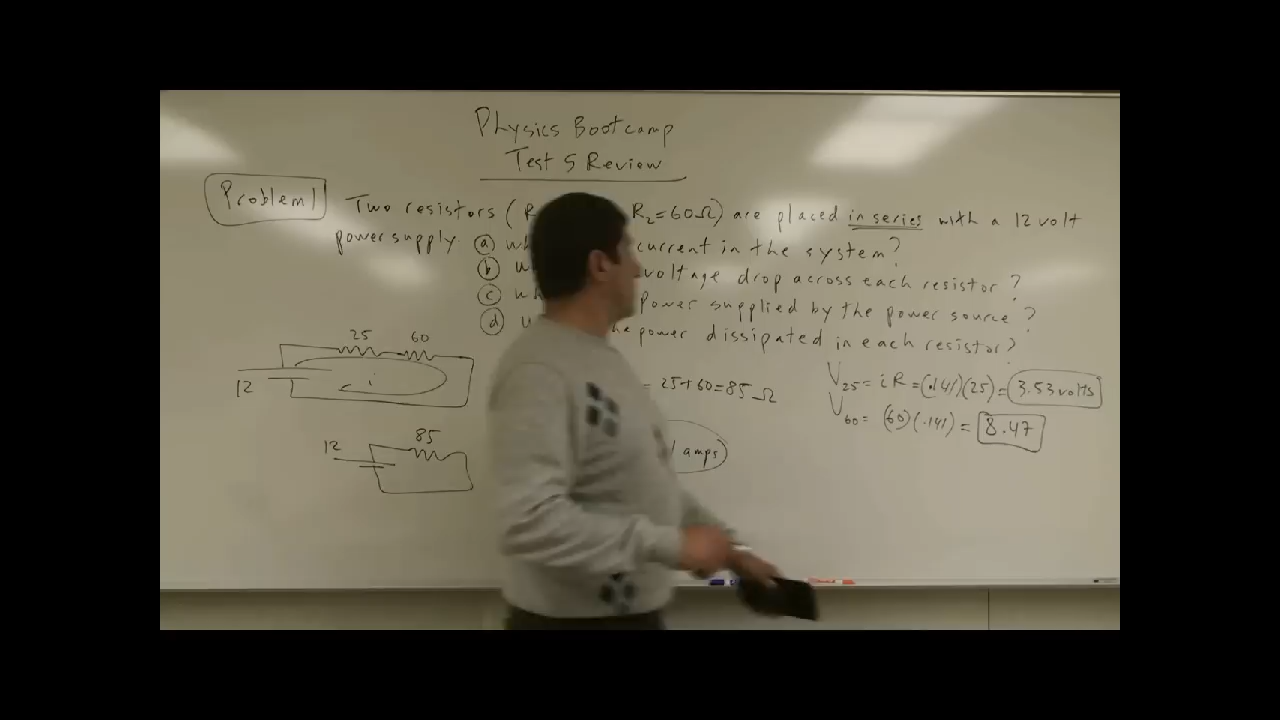 Physics Bootcamp
Test 5 Review
Problem 1
Two resistors (R R₂=60Ω) are placed in series with a 12 volt
power supply. (a) wh current in the system?
(b) voltage drop across each resistor?
(c) wh power supplied by the power source?
(d) he power dissipated in each resistor?
25 60
12 i
= 25+60=85 Ω
V₂₅ = iR = (.141)(25) = 3.53 volts
V₆₀ = (60)(.141) = 8.47
12 85
amps